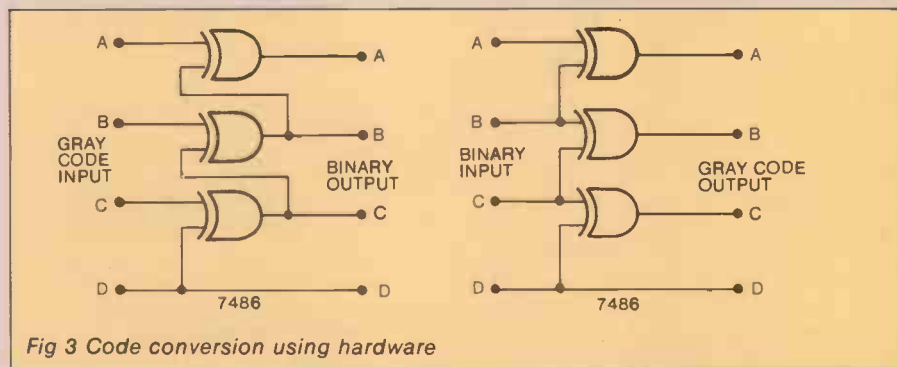 A
A
B
GRAY
CODE
INPUT
B
BINARY
OUTPUT
C
C
D
7486
D
A
A
B
BINARY
INPUT
B
GRAY CODE
OUTPUT
C
C
D
7486
D
Fig 3 Code conversion using hardware